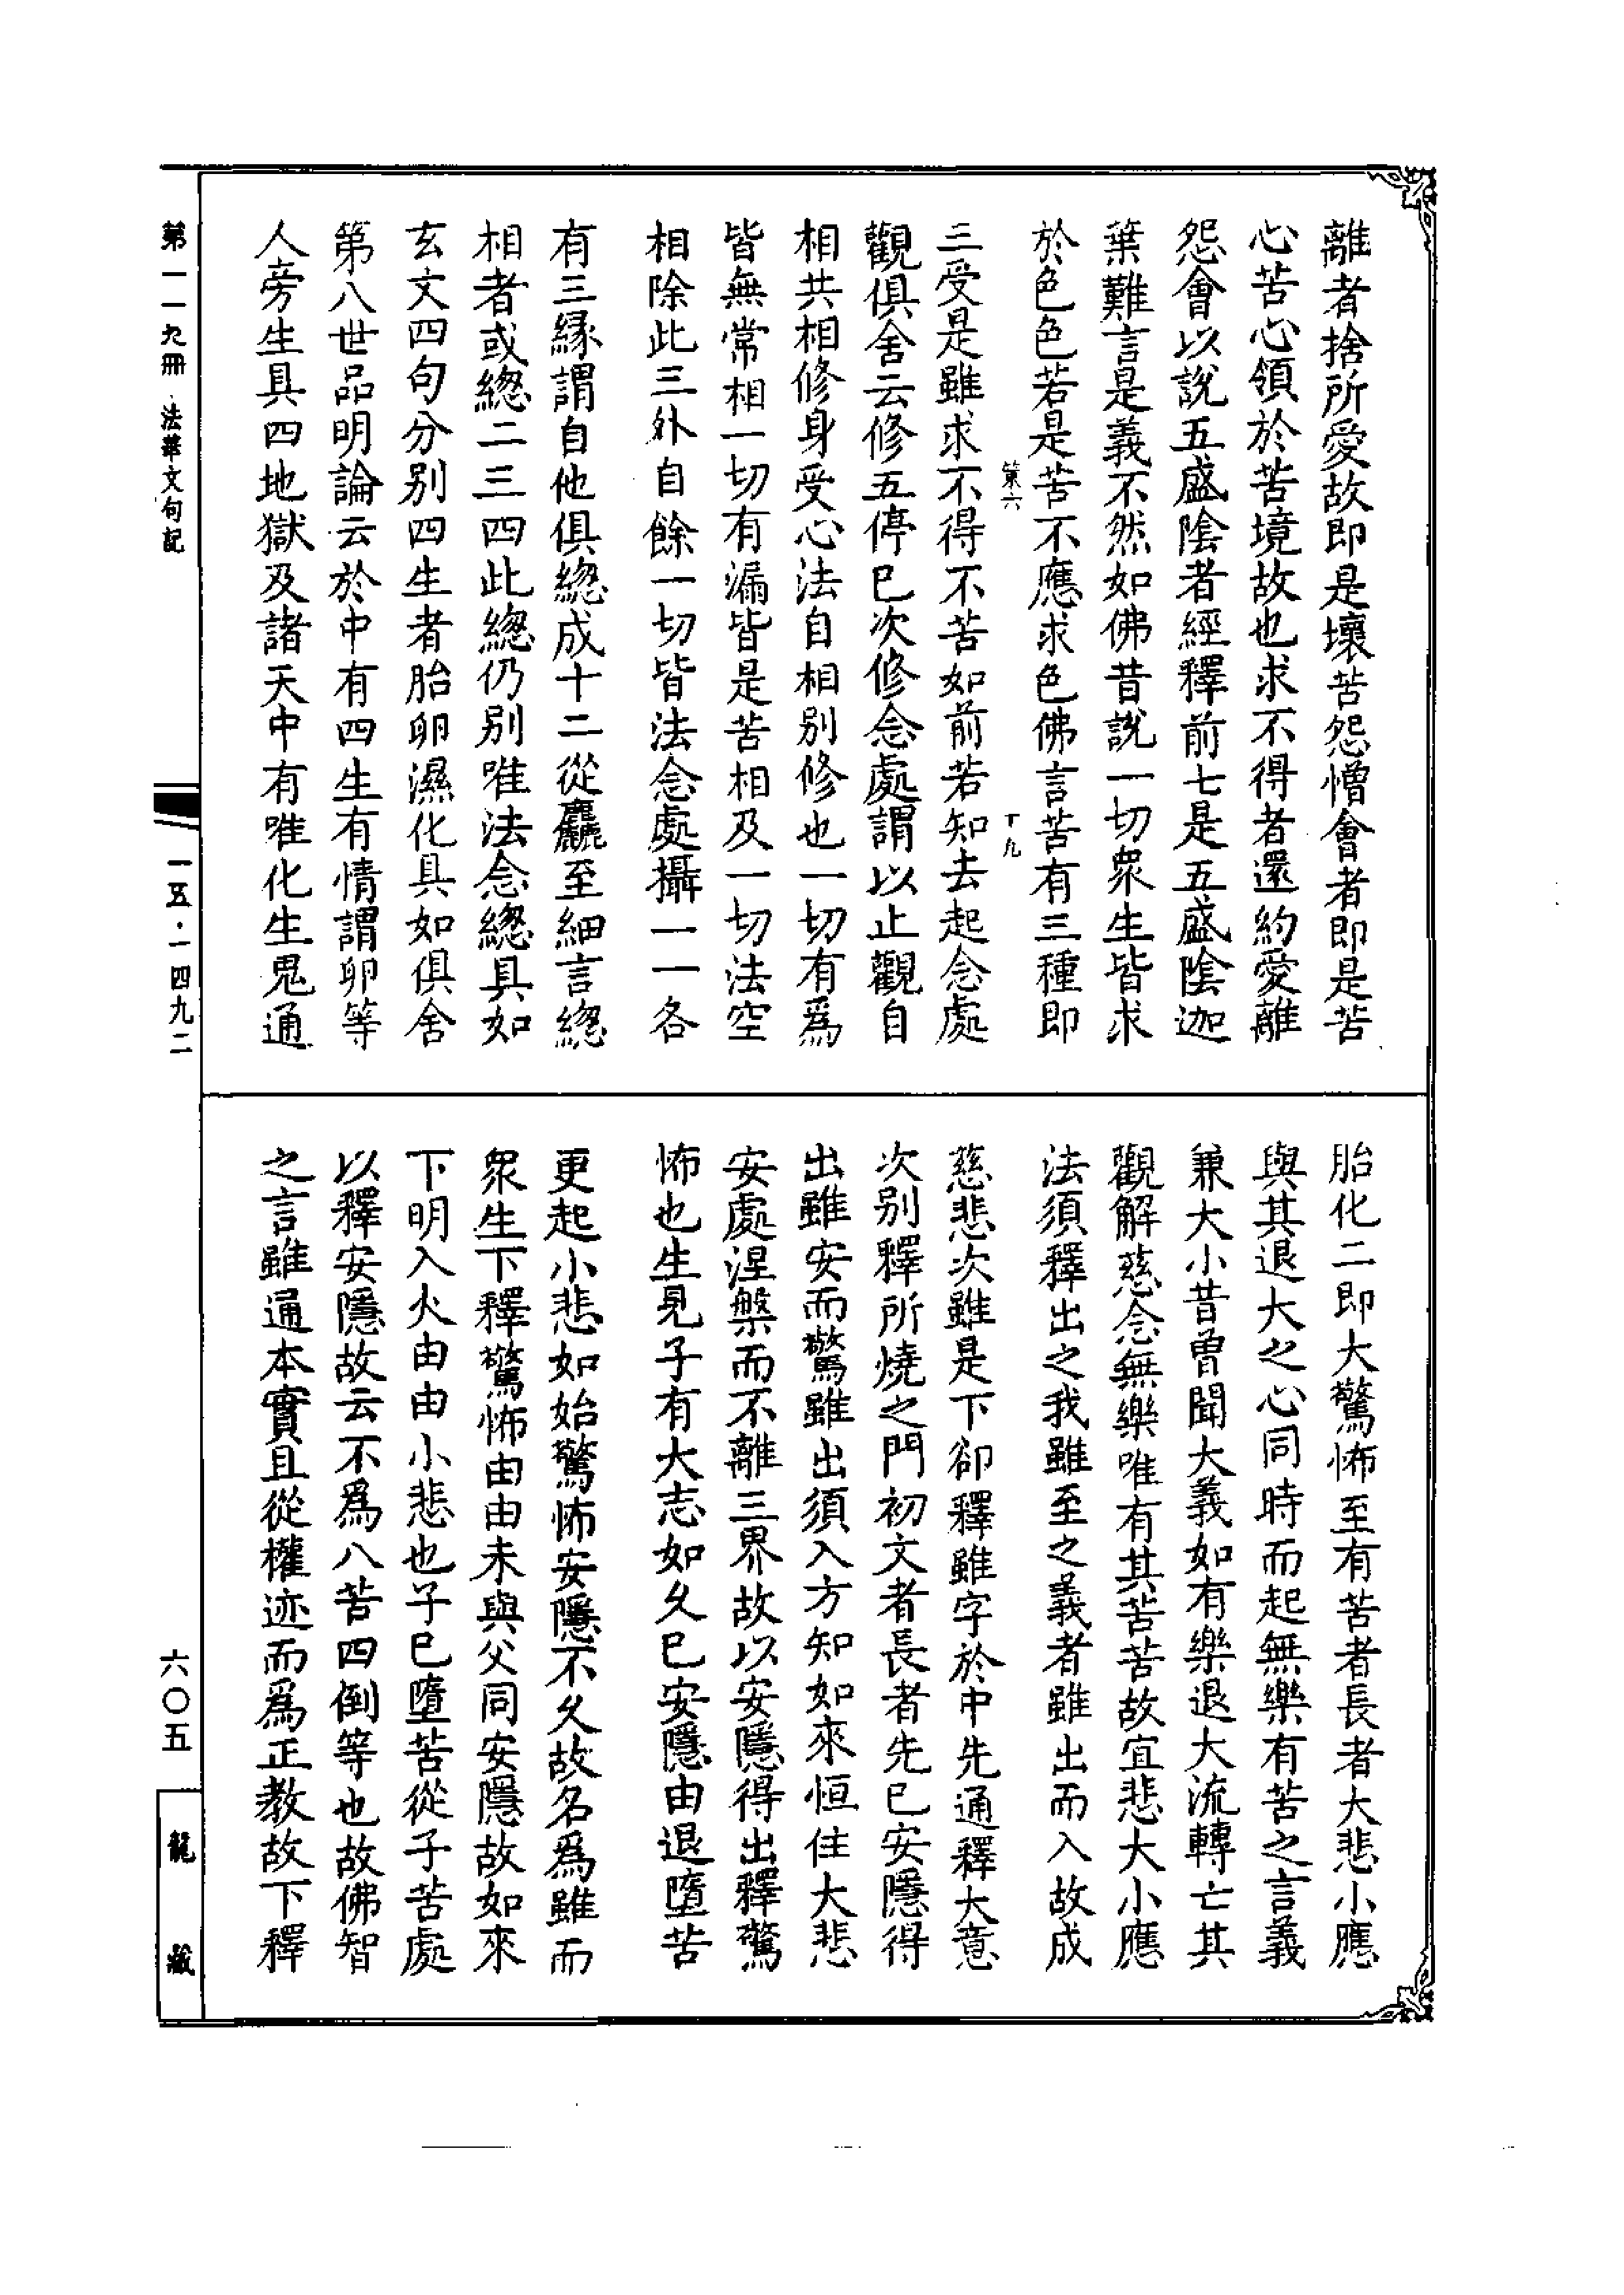 離者捨所愛故即是壞苦怨憎會者即是苦
心苦心領於苦境故也求不得者還約愛離
怨會以說五盛陰者經釋前七是五盛陰迦
葉難言是義不然如佛昔說一切衆生皆求
於色色若是苦不應求色佛言苦有三種即
第六
丁九
三受是雖求不得不苦如前若知去起念處
觀俱舍云修五停已次修念處謂以止觀自
相共相修身受心法自相別修也一切有爲
皆無常相一切有漏皆是苦相及一切法空
相除此三外自餘一切皆法念處攝一一各
有三緣謂自他俱緫成十二從麤至細言緫
相者或緫二三四此緫仍別唯法念緫具如
玄文四句分別四生者胎卵濕化具如俱舍
第八世品明論云於中有四生有情謂卵等
人旁生具四地獄及諸天中有唯化生鬼通
胎化二即大驚怖至有苦者長者大悲小應
與其退大之心同時而起無樂有苦之言義
兼大小昔曾聞大義如有樂退大流轉亡其
觀解慈念無樂唯有其苦苦故宜悲大小應
法須釋出之我雖至之義者雖出而入故成
慈悲次雖是下卻釋雖字於中先通釋大意
次別釋所燒之門初文者長者先已安隱得
出雖安而驚雖出須入方知如來恒住大悲
安處涅槃而不離三界故以安隱得出釋驚
怖也生見子有大志如久已安隱由退墮苦
更起小悲如始驚怖安隱不久故名爲雖而
衆生下釋驚怖由由未與父同安隱故如來
下明入火由由小悲也子已墮苦從子苦處
以釋安隱故云不爲八苦四倒等也故佛智
之言雖通本實且從權迹而爲正教故下釋
第一一九冊 法華文句記
一五·一四九二
六〇五
龍藏